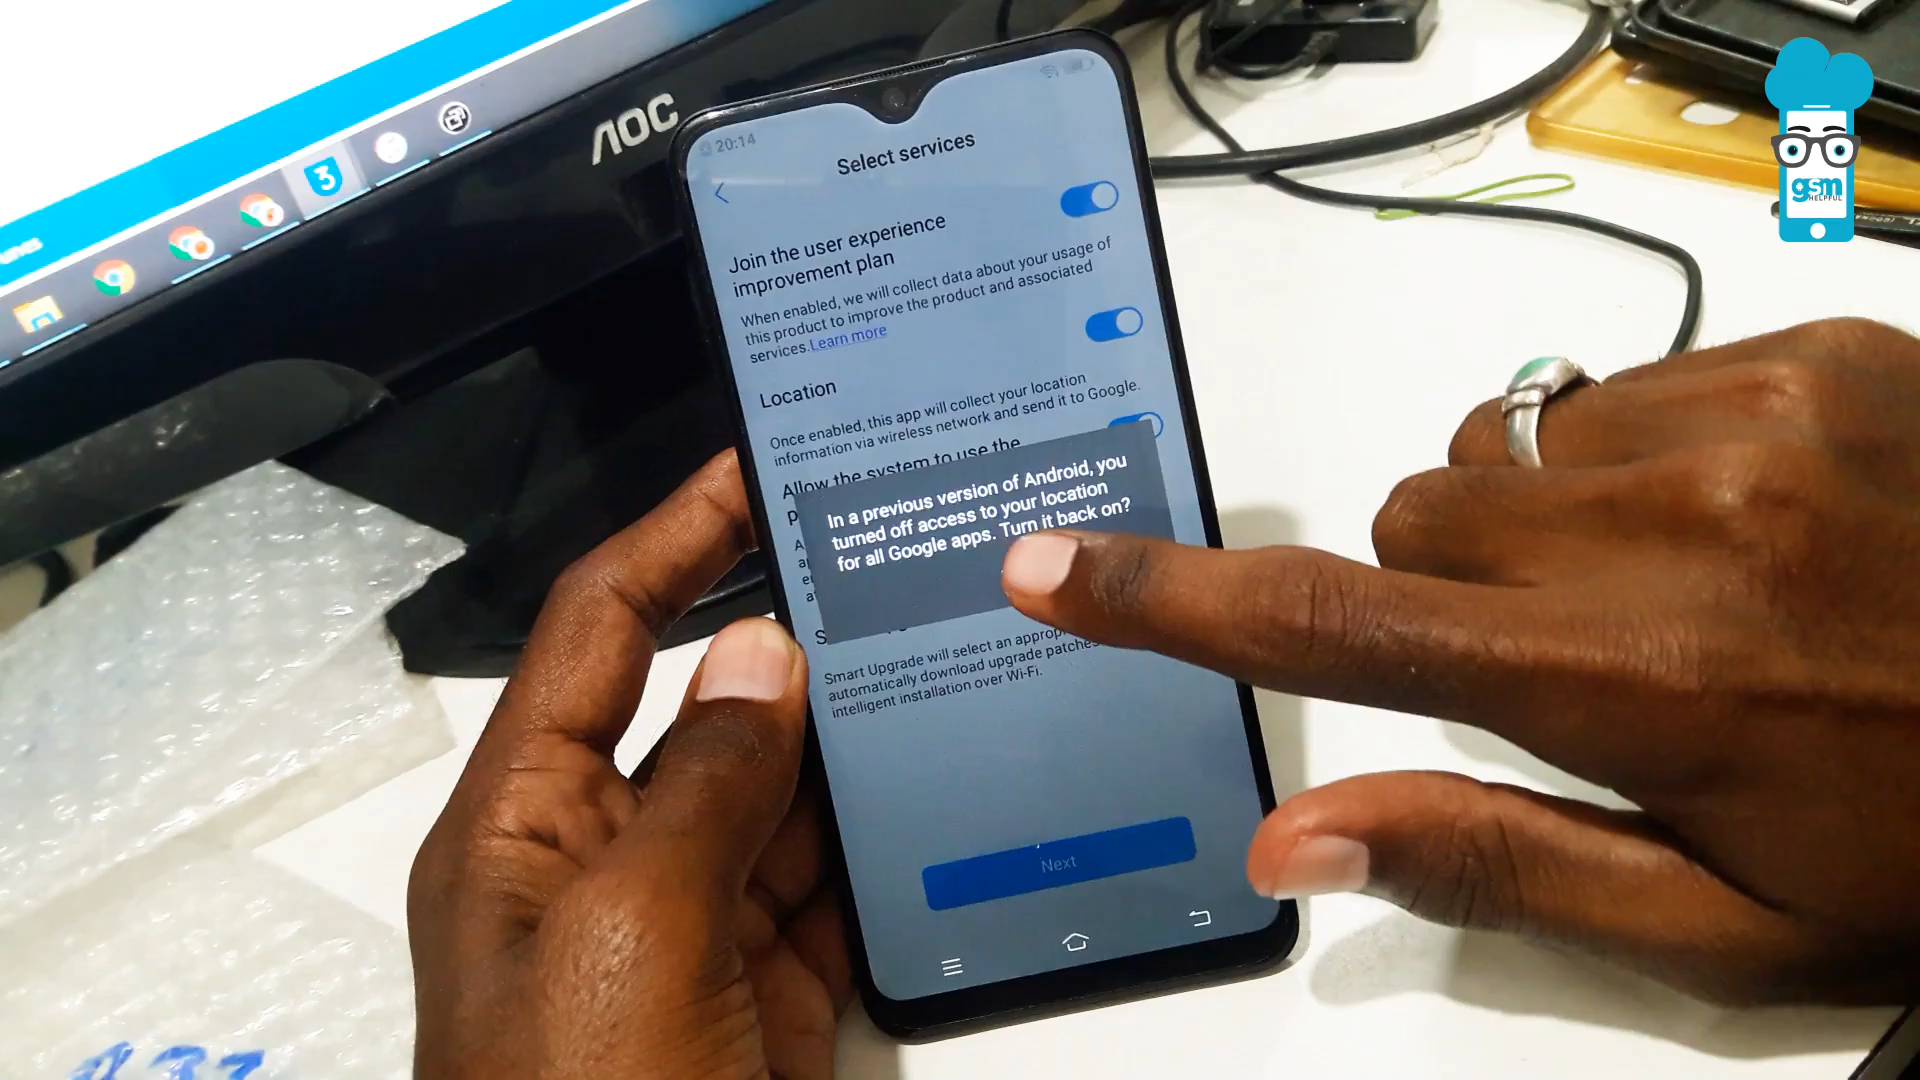 AOC
20:14
Select services
Join the user experience
improvement plan
When enabled, we will collect data about your usage of
this product to improve the product and associated
services.Learn more
Location
Once enabled, this app will collect your location
information via wireless network and send it to Google.
Allow the system to use the
In a previous version of Android, you
turned off access to your location
for all Google apps. Turn it back on?
Smart Upgrade will select an
automatically download upgrade patches
intelligent installation over Wi-Fi.
Next
gsm
HELPFUL